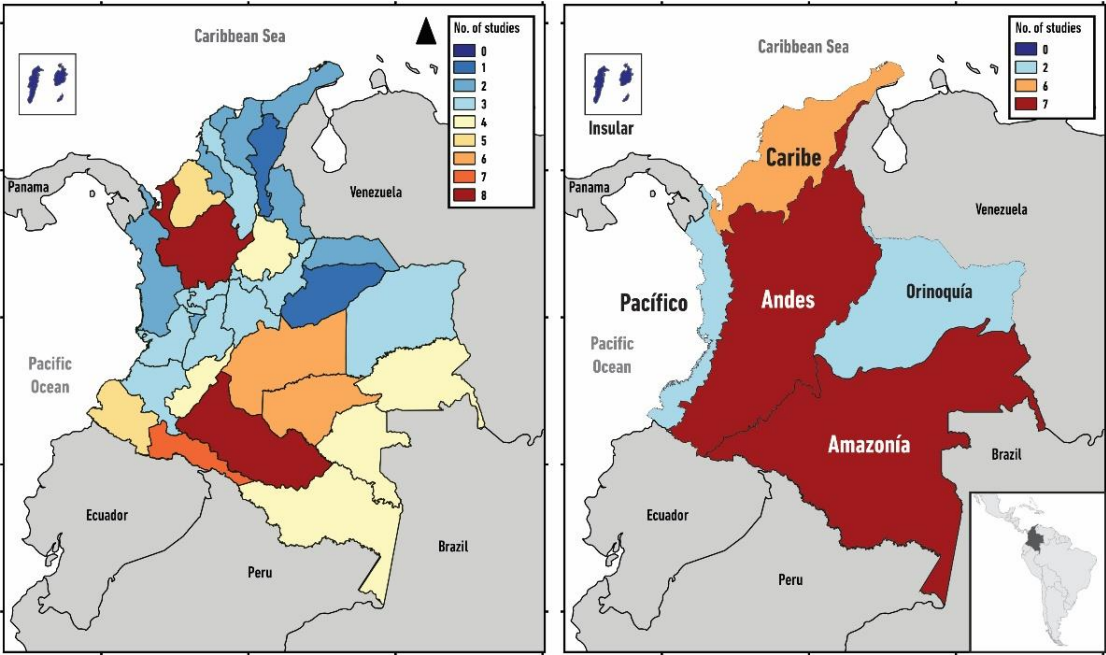 No. of studies
0
1
2
3
4
5
6
7
8
Caribbean Sea
Panama
Venezuela
Pacific
Ocean
Ecuador
Peru
Brazil
No. of studies
0
2
6
7
Caribbean Sea
Insular
Caribe
Panama
Venezuela
Pacífico
Andes
Orinoquía
Pacific
Ocean
Amazonía
Brazil
Ecuador
Peru